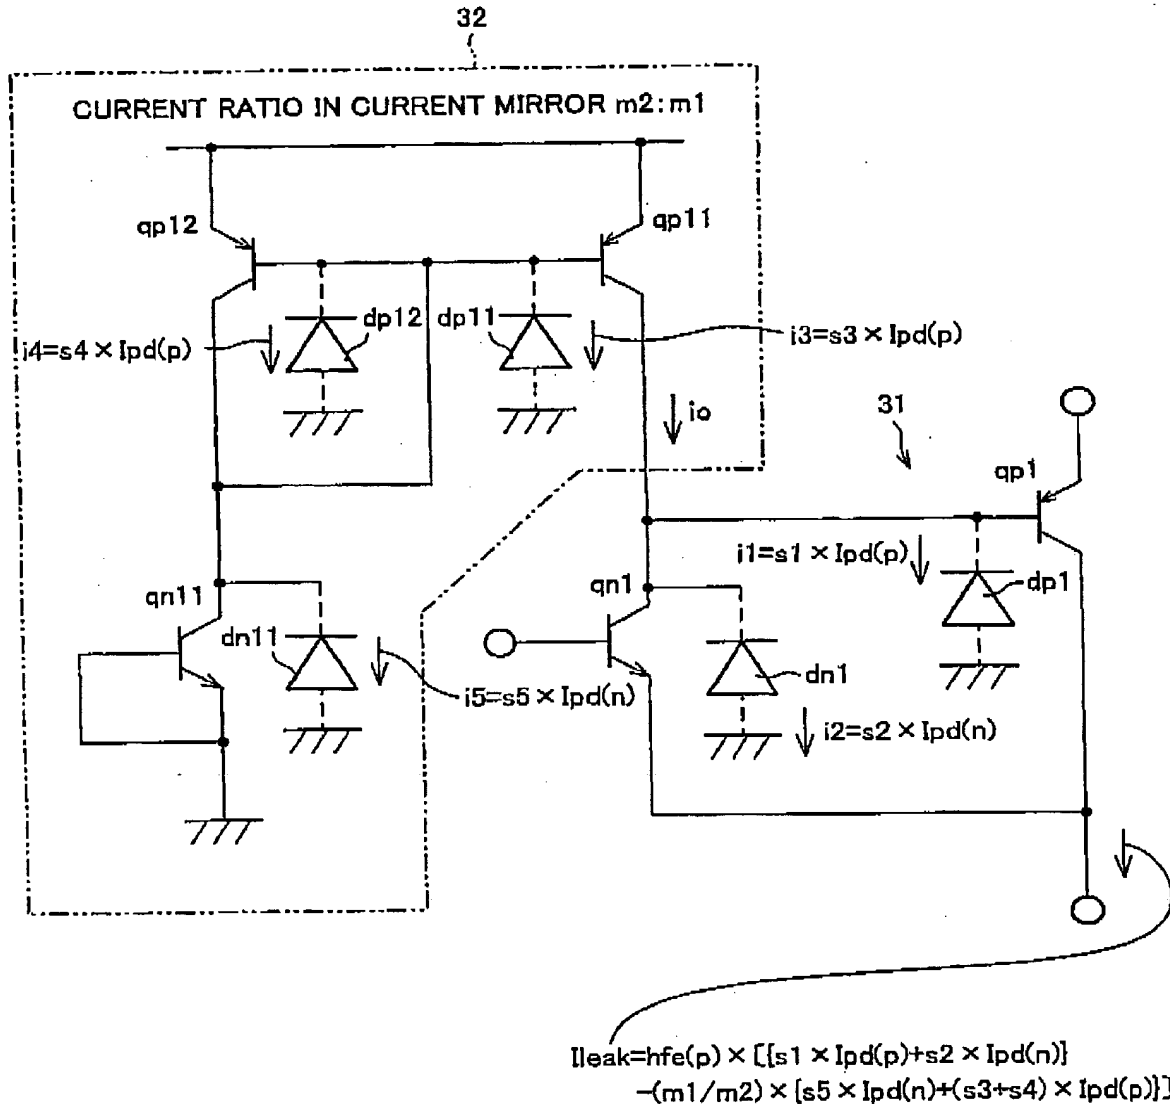 32
CURRENT RATIO IN CURRENT MIRROR m2:m1
qp12
qp11
dp12
dp11
i4=s4×Ipd(p)
i3=s3×Ipd(p)
io
31
qp1
i1=s1×Ipd(p)
dp1
qn11
qn1
dn11
dn1
i5=s5×Ipd(n)
i2=s2×Ipd(n)
Ileak=hfe(p)×[{s1×Ipd(p)+s2×Ipd(n)}
-(m1/m2)×{s5×Ipd(n)+(s3+s4)×Ipd(p)}]